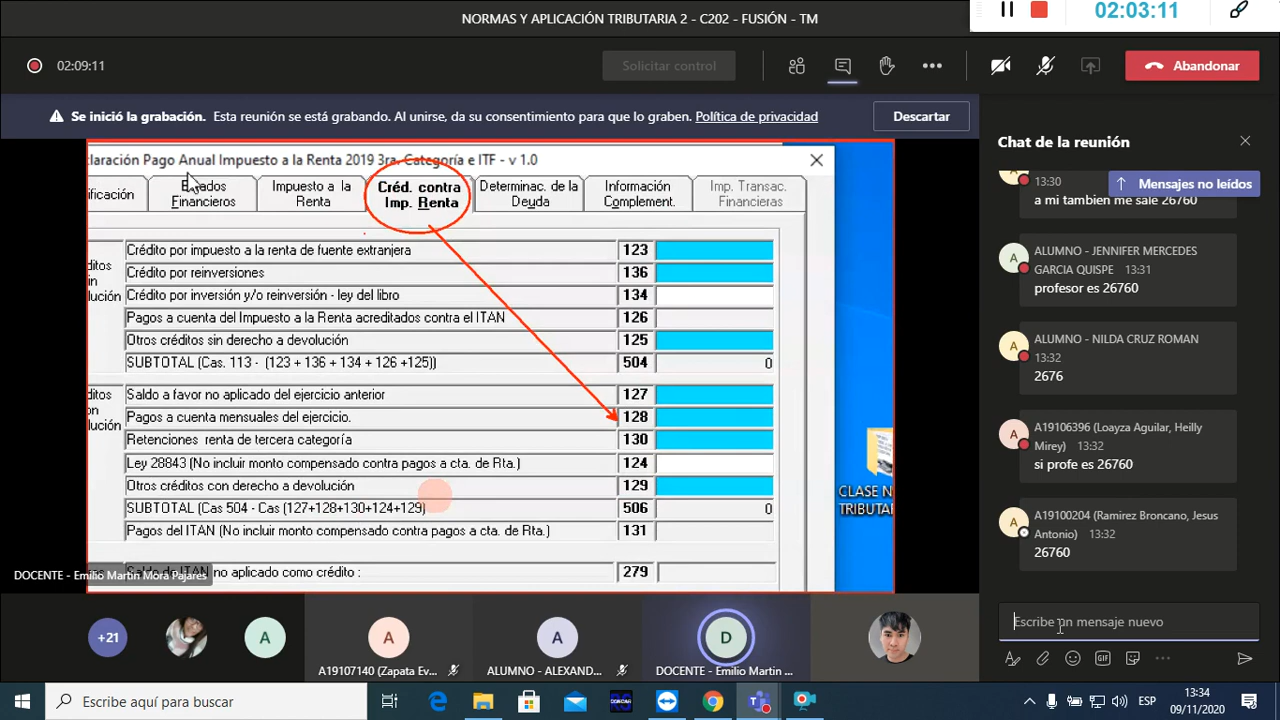 NORMAS Y APLICACIÓN TRIBUTARIA 2 - C202 - FUSIÓN - TM
02:03:11
02:09:11
Solicitar control
Abandonar
Se inició la grabación. Esta reunión se está grabando. Al unirse, da su consentimiento para que lo graben. Política de privacidad
Descartar
claración Pago Anual Impuesto a la Renta 2019 3ra. Categoría e ITF - v 1.0
ificación
Estados Financieros
Impuesto a la Renta
Créd. contra Imp. Renta
Determinac. de la Deuda
Información Complement.
Imp. Transac. Financieras
Crédito por impuesto a la renta de fuente extranjera 123
Crédito por reinversiones 136
Crédito por inversión y/o reinversión - ley del libro 134
Pagos a cuenta del Impuesto a la Renta acreditados contra el ITAN 126
Otros créditos sin derecho a devolución 125
SUBTOTAL (Cas. 113 - (123 + 136 + 134 + 126 +125)) 504 0
Saldo a favor no aplicado del ejercicio anterior 127
Pagos a cuenta mensuales del ejercicio. 128
Retenciones renta de tercera categoría 130
Ley 28843 (No incluir monto compensado contra pagos a cta. de Rta.) 124
Otros créditos con derecho a devolución 129
SUBTOTAL (Cas 504 - Cas (127+128+130+124+129) 506 0
Pagos del ITAN (No incluir monto compensado contra pagos a cta. de Rta.) 131
Saldo de ITAN no aplicado como crédito : 279
DOCENTE - Emilio Martin Mora Pajares
CLASE N
TRIBUTAR
+21
A
A
A19107140 (Zapata Ev...
A
ALUMNO - ALEXAND...
D
DOCENTE - Emilio Martin ...
Chat de la reunión
Mensajes no leídos
13:30
a mi tambien me sale 26760
A
ALUMNO - JENNIFER MERCEDES
GARCIA QUISPE 13:31
profesor es 26760
A
ALUMNO - NILDA CRUZ ROMAN
13:32
2676
A
A19106396 (Loayza Aguilar, Heilly
Mirey) 13:32
si profe es 26760
A
A19100204 (Ramirez Broncano, Jesus
Antonio) 13:32
26760
Escribe un mensaje nuevo
GIF
Escribe aquí para buscar
ESP
13:34
09/11/2020